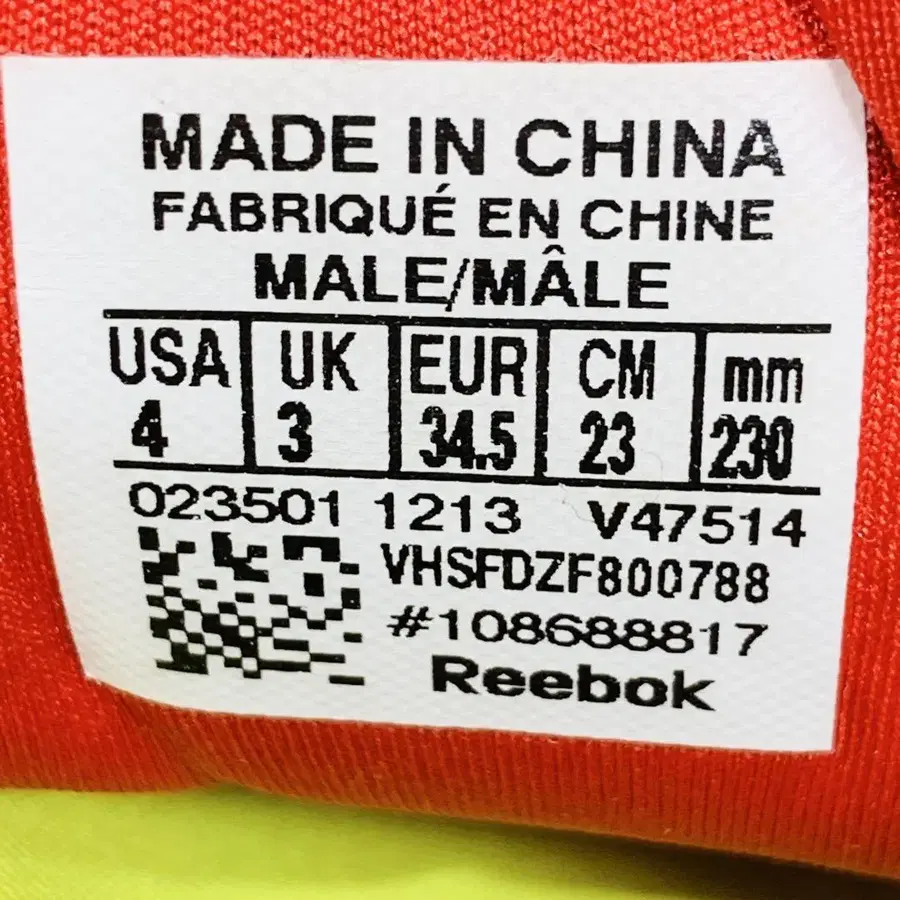 MADE IN CHINA
FABRIQUÉ EN CHINE
MALE/MÂLE
USA UK EUR CM mm
4 3 34.5 23 230
023501 1213 V47514
VHSFDZF800788
#108688817
Reebok